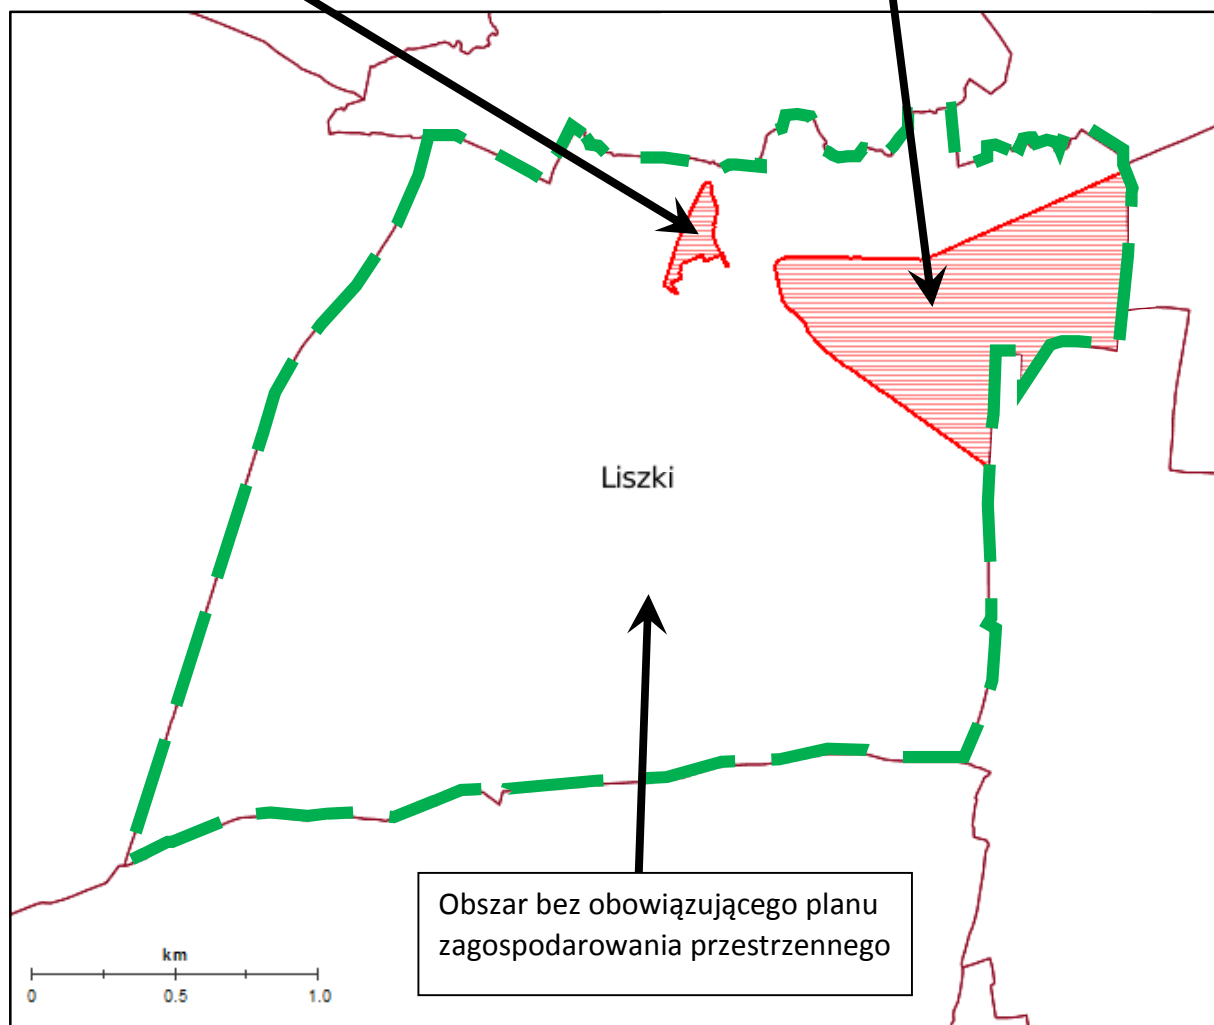 Liszki
Obszar bez obowiązującego planu
zagospodarowania przestrzennego
km
0 0.5 1.0